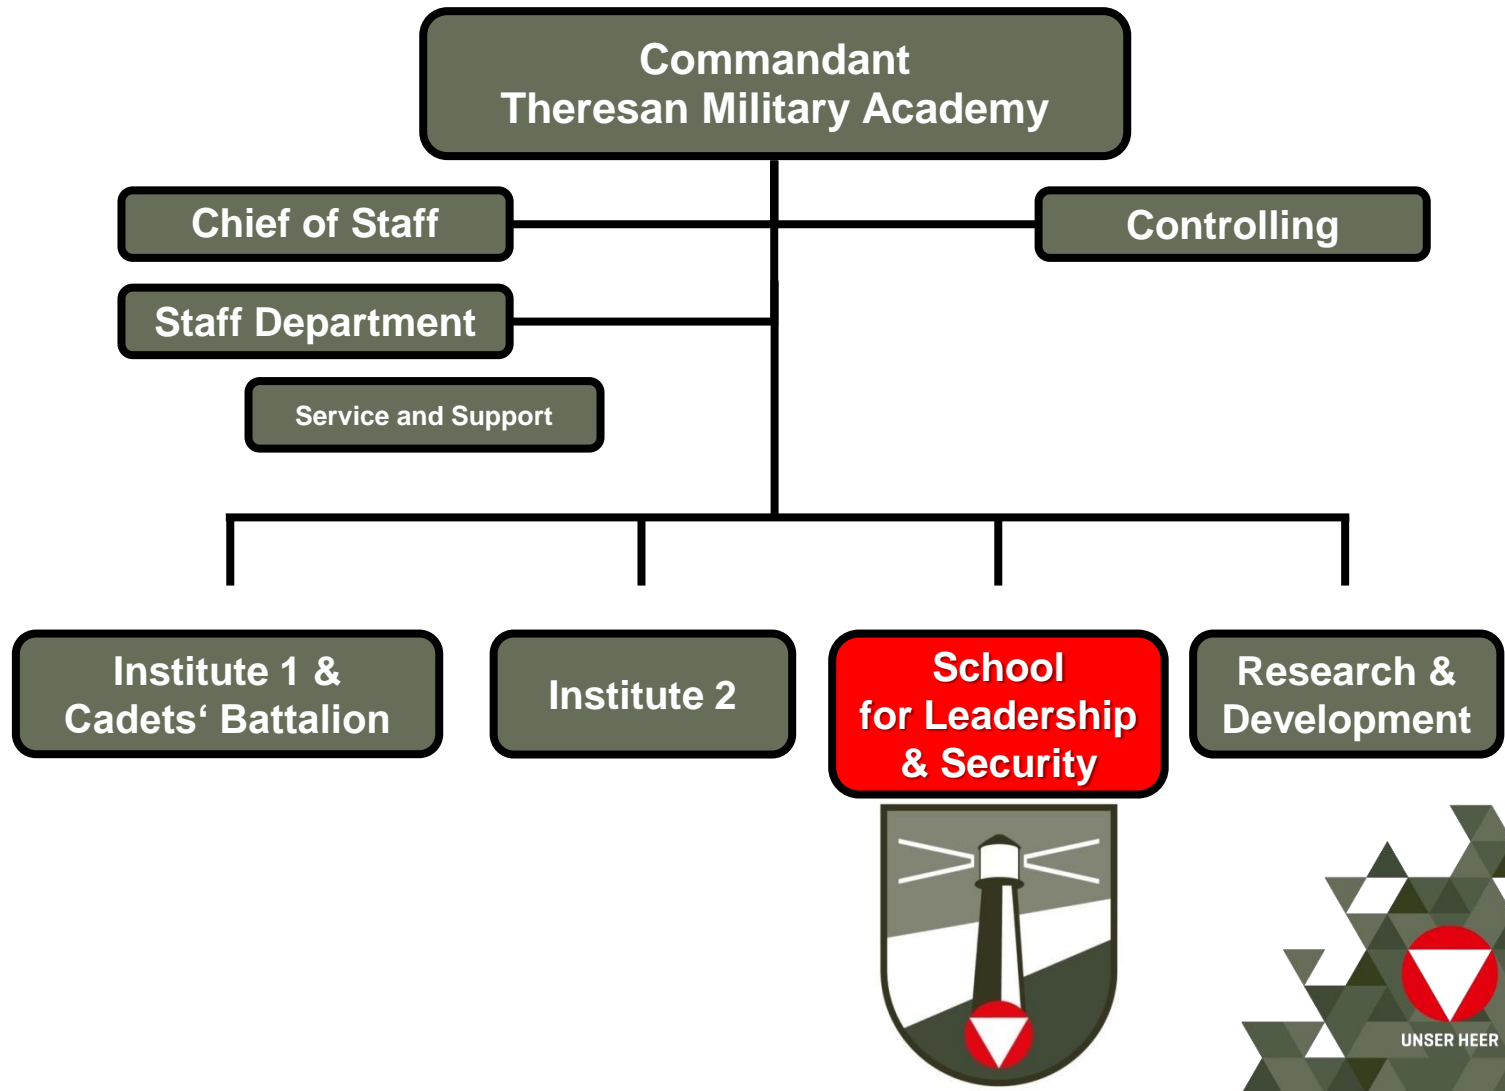 Commandant
Theresan Military Academy
Chief of Staff
Controlling
Staff Department
Service and Support
Institute 1 &
Cadets‘ Battalion
Institute 2
School
for Leadership
& Security
Research &
Development
UNSER HEER